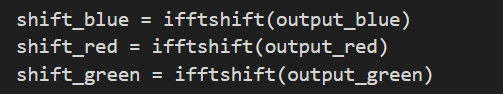 shift_blue = ifftshift(output_blue)
shift_red = ifftshift(output_red)
shift_green = ifftshift(output_green)